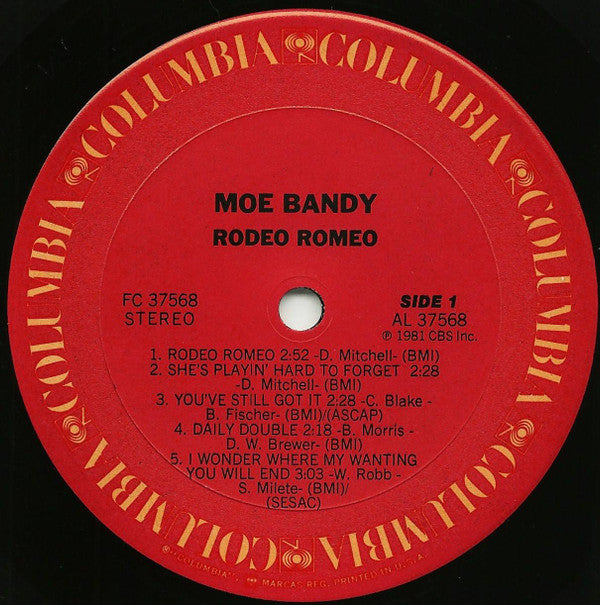 COLUMBIA COLUMBIA COLUMBIA COLUMBIA COLUMBIA COLUMBIA
MOE BANDY
RODEO ROMEO
FC 37568
STEREO
SIDE 1
AL 37568
℗ 1981 CBS Inc.
1. RODEO ROMEO 2:52 -D. Mitchell- (BMI)
2. SHE'S PLAYIN' HARD TO FORGET 2:28
-D. Mitchell- (BMI)
3. YOU'VE STILL GOT IT 2:28 -C. Blake -
B. Fischer- (BMI)/(ASCAP)
4. DAILY DOUBLE 2:18 -B. Morris -
D. W. Brewer- (BMI)
5. I WONDER WHERE MY WANTING
YOU WILL END 3:03 -W. Robb -
S. Milete- (BMI)/
(SESAC)
"COLUMBIA", MARCAS REG. PRINTED IN U.S.A.